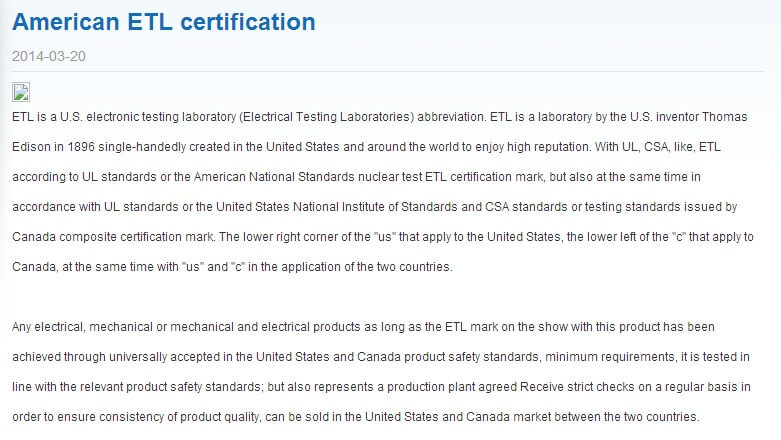 American ETL certification
2014-03-20
ETL is a U.S. electronic testing laboratory (Electrical Testing Laboratories) abbreviation. ETL is a laboratory by the U.S. inventor Thomas
Edison in 1896 single-handedly created in the United States and around the world to enjoy high reputation. With UL, CSA, like, ETL
according to UL standards or the American National Standards nuclear test ETL certification mark, but also at the same time in
accordance with UL standards or the United States National Institute of Standards and CSA standards or testing standards issued by
Canada composite certification mark. The lower right corner of the "us" that apply to the United States, the lower left of the "c" that apply to
Canada, at the same time with "us" and "c" in the application of the two countries.
Any electrical, mechanical or mechanical and electrical products as long as the ETL mark on the show with this product has been
achieved through universally accepted in the United States and Canada product safety standards, minimum requirements, it is tested in
line with the relevant product safety standards; but also represents a production plant agreed Receive strict checks on a regular basis in
order to ensure consistency of product quality, can be sold in the United States and Canada market between the two countries.